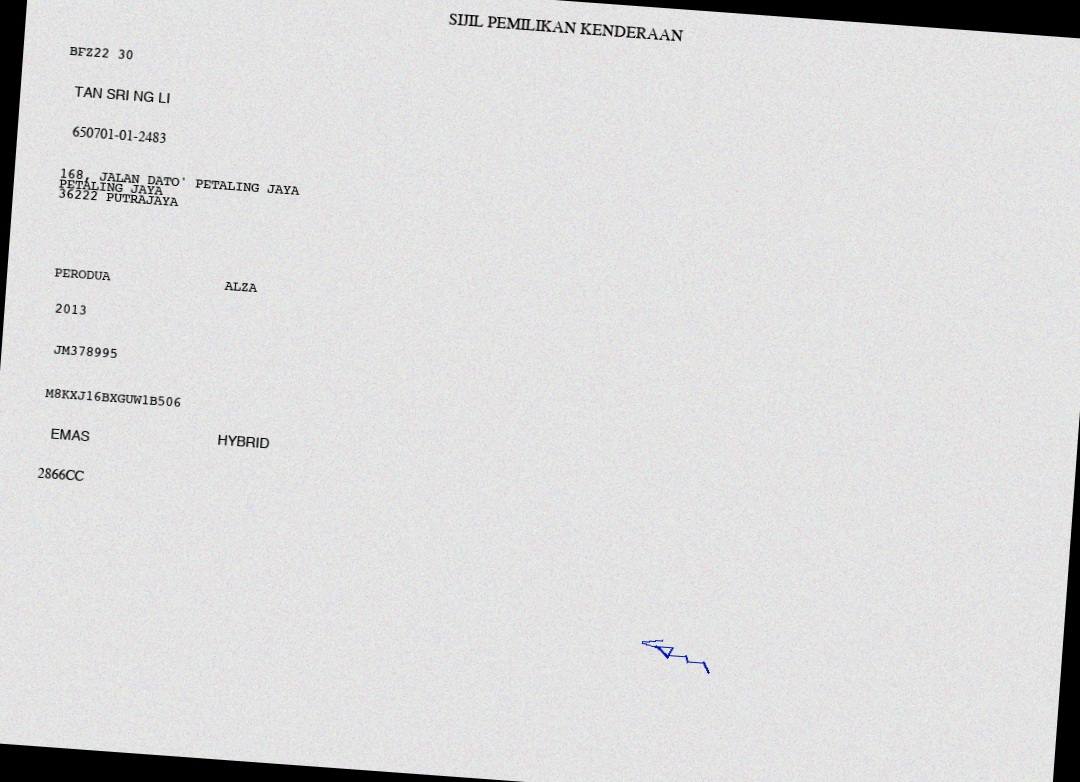 SIJIL PEMILIKAN KENDERAAN
BFZ22 30
TAN SRI NG LI
650701-01-2483
168, JALAN DATO' PETALING JAYA
PETALING JAYA
36222 PUTRAJAYA
PERODUA ALZA
2013
JM378995
M8KXJ16BXGUW1B506
EMAS HYBRID
2866CC